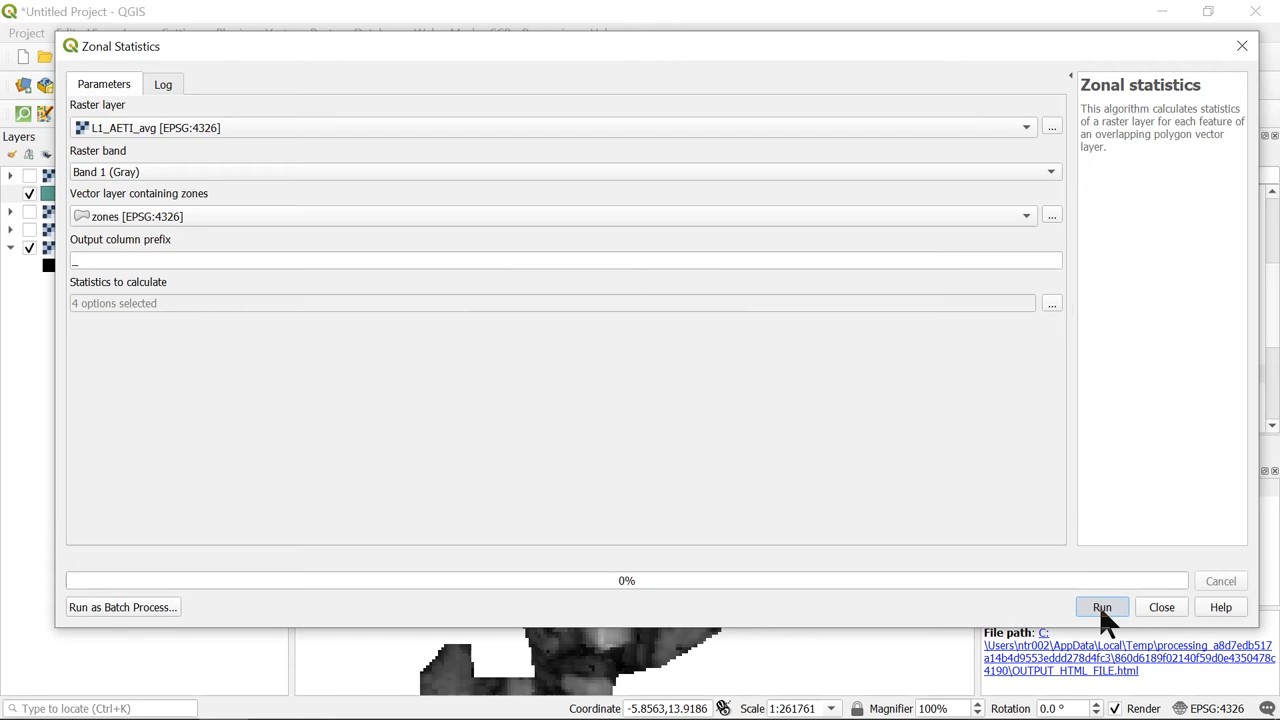 *Untitled Project - QGIS
Project
Zonal Statistics
Parameters
Log
Zonal statistics
This algorithm calculates statistics
of a raster layer for each feature of
an overlapping polygon vector
layer.
Raster layer
L1_AETI_avg [EPSG:4326]
...
Raster band
Band 1 (Gray)
Layers
Vector layer containing zones
zones [EPSG:4326]
...
Output column prefix
_
Statistics to calculate
4 options selected
...
0%
Cancel
Run as Batch Process...
Run
Close
Help
File path: C:
\Users\ntr002\AppData\Local\Temp\processing_a8d7edb517
a14b4d9553eddd278d4fc3\860d6189f02140f59d0e4350478c
4190\OUTPUT_HTML_FILE.html
Type to locate (Ctrl+K)
Coordinate -5.8563,13.9186
Scale 1:261761
Magnifier 100%
Rotation 0.0 °
Render
EPSG:4326